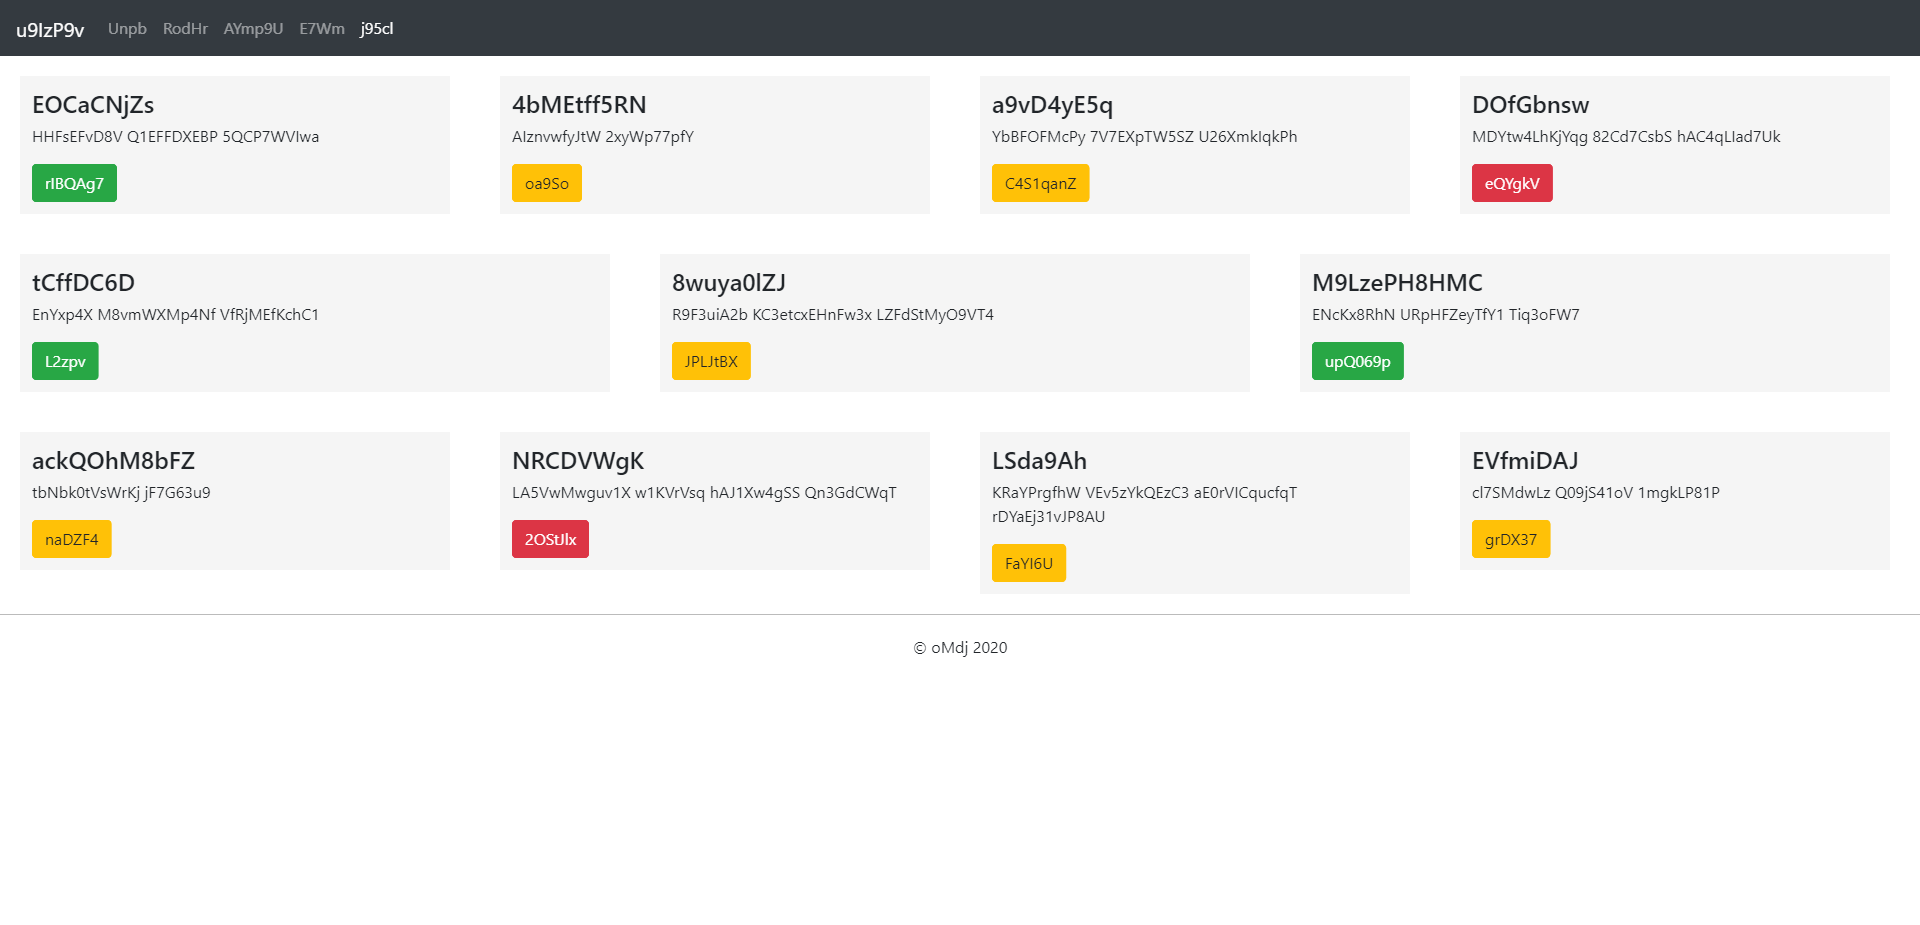 u9IzP9v Unpb RodHr AYmp9U E7Wm j95cl
EOCaCNjZs
HHFsEFvD8V Q1EFFDXEBP 5QCP7WVIwa
rIBQAg7
4bMEtff5RN
AIznvwfyJtW 2xyWp77pfY
oa9So
a9vD4yE5q
YbBFOFMcPy 7V7EXpTW5SZ U26XmkIqkPh
C4S1qanZ
DOfGbnsw
MDYtw4LhKjYqg 82Cd7CsbS hAC4qLIad7Uk
eQYgkV
tCffDC6D
EnYxp4X M8vmWXMp4Nf VfRjMEfKchC1
L2zpv
8wuya0lZJ
R9F3uiA2b KC3etcxEHnFw3x LZFdStMyO9VT4
JPLJtBX
M9LzePH8HMC
ENcKx8RhN URpHFZeyTfY1 Tiq3oFW7
upQ069p
ackQOhM8bFZ
tbNbk0tVsWrKj jF7G63u9
naDZF4
NRCDVWgK
LA5VwMwguv1X w1KVrVsq hAJ1Xw4gSS Qn3GdCWqT
2OStJlx
LSda9Ah
KRaYPrgfhW VEv5zYkQEzC3 aE0rVICqucfqT
rDYaEj31vJP8AU
FaYI6U
EVfmiDAJ
cl7SMdwLz Q09jS41oV 1mgkLP81P
grDX37
© oMdj 2020